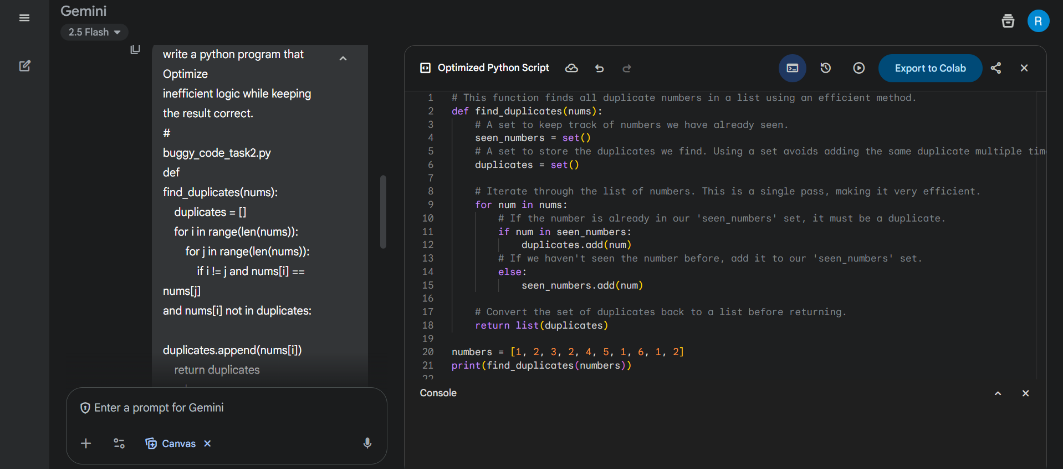 Gemini
2.5 Flash
R
write a python program that
Optimize
inefficient logic while keeping
the result correct.
#
buggy_code_task2.py
def
find_duplicates(nums):
duplicates = []
for i in range(len(nums)):
for j in range(len(nums)):
if i != j and nums[i] ==
nums[j]
and nums[i] not in duplicates:
duplicates.append(nums[i])
return duplicates
Enter a prompt for Gemini
Canvas
Optimized Python Script
Export to Colab
1 # This function finds all duplicate numbers in a list using an efficient method.
2 def find_duplicates(nums):
3 # A set to keep track of numbers we have already seen.
4 seen_numbers = set()
5 # A set to store the duplicates we find. Using a set avoids adding the same duplicate multiple tim
6 duplicates = set()
7
8 # Iterate through the list of numbers. This is a single pass, making it very efficient.
9 for num in nums:
10 # If the number is already in our 'seen_numbers' set, it must be a duplicate.
11 if num in seen_numbers:
12 duplicates.add(num)
13 # If we haven't seen the number before, add it to our 'seen_numbers' set.
14 else:
15 seen_numbers.add(num)
16
17 # Convert the set of duplicates back to a list before returning.
18 return list(duplicates)
19
20 numbers = [1, 2, 3, 2, 4, 5, 1, 6, 1, 2]
21 print(find_duplicates(numbers))
22
Console